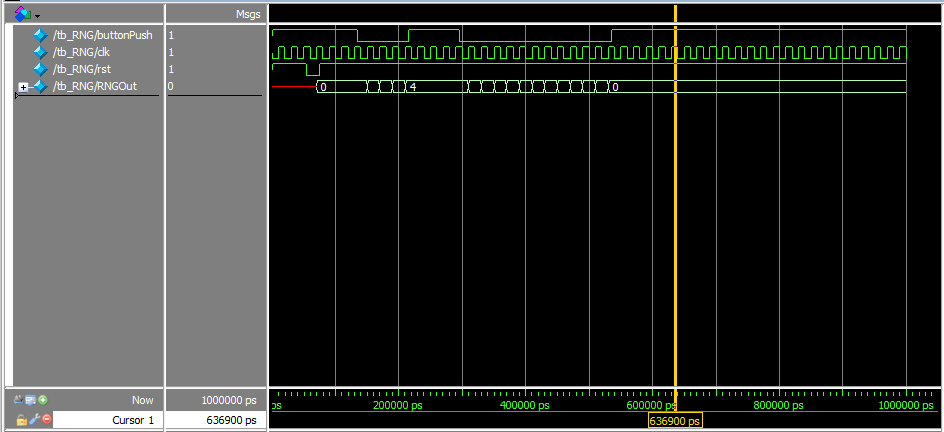 Msgs
/tb_RNG/buttonPush 1
/tb_RNG/clk 1
/tb_RNG/rst 1
/tb_RNG/RNGOut 0 0 4 0
Now 1000000 ps ps 200000 ps 400000 ps 600000 ps 800000 ps 1000000 ps
Cursor 1 636900 ps 636900 ps